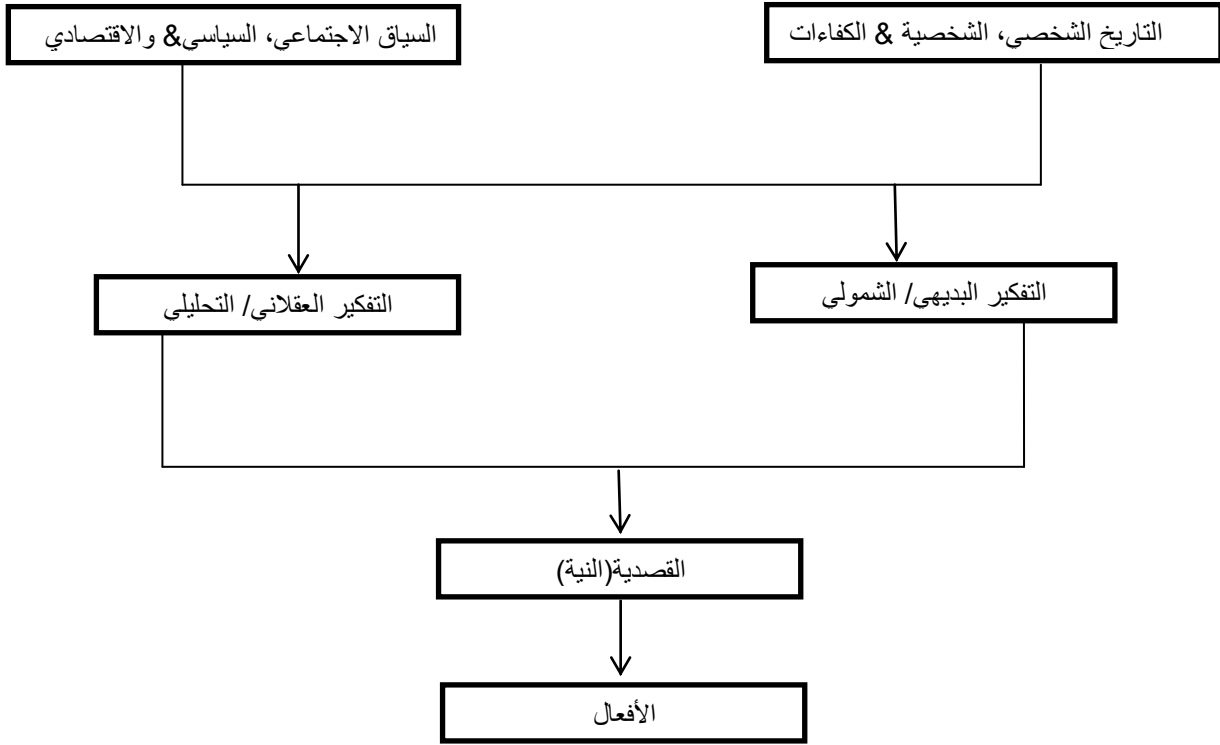 التاريخ الشخصي، الشخصية & الكفاءات
السياق الاجتماعي، السياسي& والاقتصادي
التفكير البديهي/ الشمولي
التفكير العقلاني/ التحليلي
القصدية(النية)
الأفعال